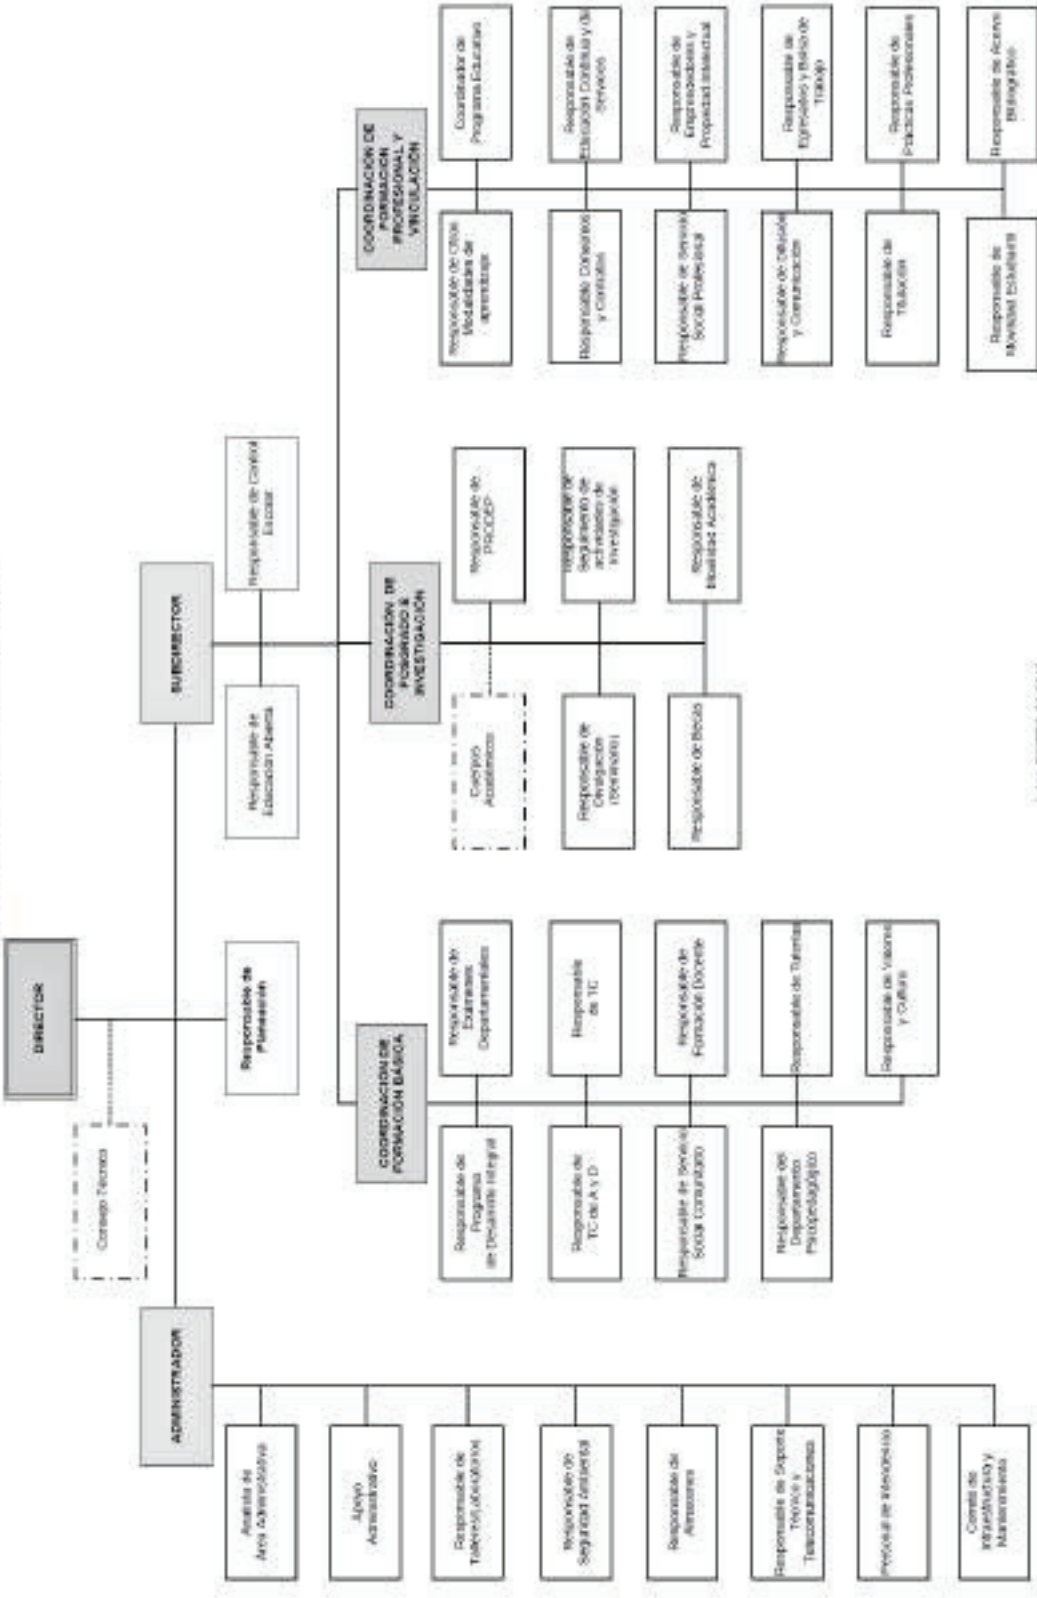 DIRECTOR
Consejo Técnico
ADMINISTRADOR
SUBDIRECTOR
Responsable de
Planeación
Responsable de
Educación Abierta
Responsable de Control
Escolar
Analista de
Área Administrativa
Apoyo
Administrativo
Responsable de
Talleres/Laboratorios
Responsable de
Seguridad Ambiental
Responsable de
Almacenes
Responsable de Soporte
Técnico y
Telecomunicaciones
Personal de Intendencia
Comité de
Infraestructura y
Mantenimiento
COORDINACION DE
FORMACIÓN BÁSICA
Responsable de
Programa
de Desarrollo Integral
Responsable de
Exámenes
Departamentales
Responsable de
TC de A y D
Responsable
de TC
Responsable de Servicio
Social Comunitario
Responsable de
Formación Docente
Responsable del
Departamento
Psicopedagógico
Responsable de Tutorías
Responsable de Valores
y Cultura
COORDINACIÓN DE
POSGRADO E
INVESTIGACIÓN
Cuerpos
Académicos
Responsable de
PRODEP
Responsable de
Divulgación
(Seminario)
Responsable de
Seguimiento de
actividades de
Investigación
Responsable de Becas
Responsable de
Movilidad Académica
COORDINACION DE
FORMACION
PROFESIONAL Y
VINCULACIÓN
Responsable de Otras
Modalidades de
aprendizaje
Coordinador de
Programa Educativo
Responsable Convenios
y Contratos
Responsable de
Educación Continua y de
Servicios
Responsable de Servicio
Social Profesional
Responsable de
Emprendedores y
Propiedad Intelectual
Responsable de Difusión
y Comunicación
Responsable de
Egresados y Bolsa de
Trabajo
Responsable de
Titulación
Responsable de
Prácticas Profesionales
Responsable de
Movilidad Estudiantil
Responsable de Acervo
Bibliográfico